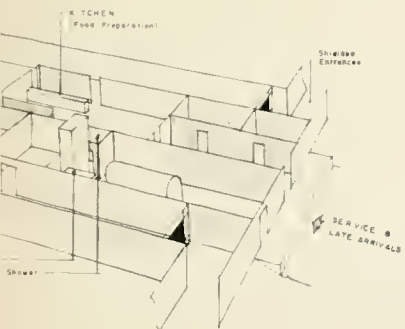 KITCHEN
Food Preparation)
Shielded
Entrances
SERVICE &
LATE ARRIVALS
Shower